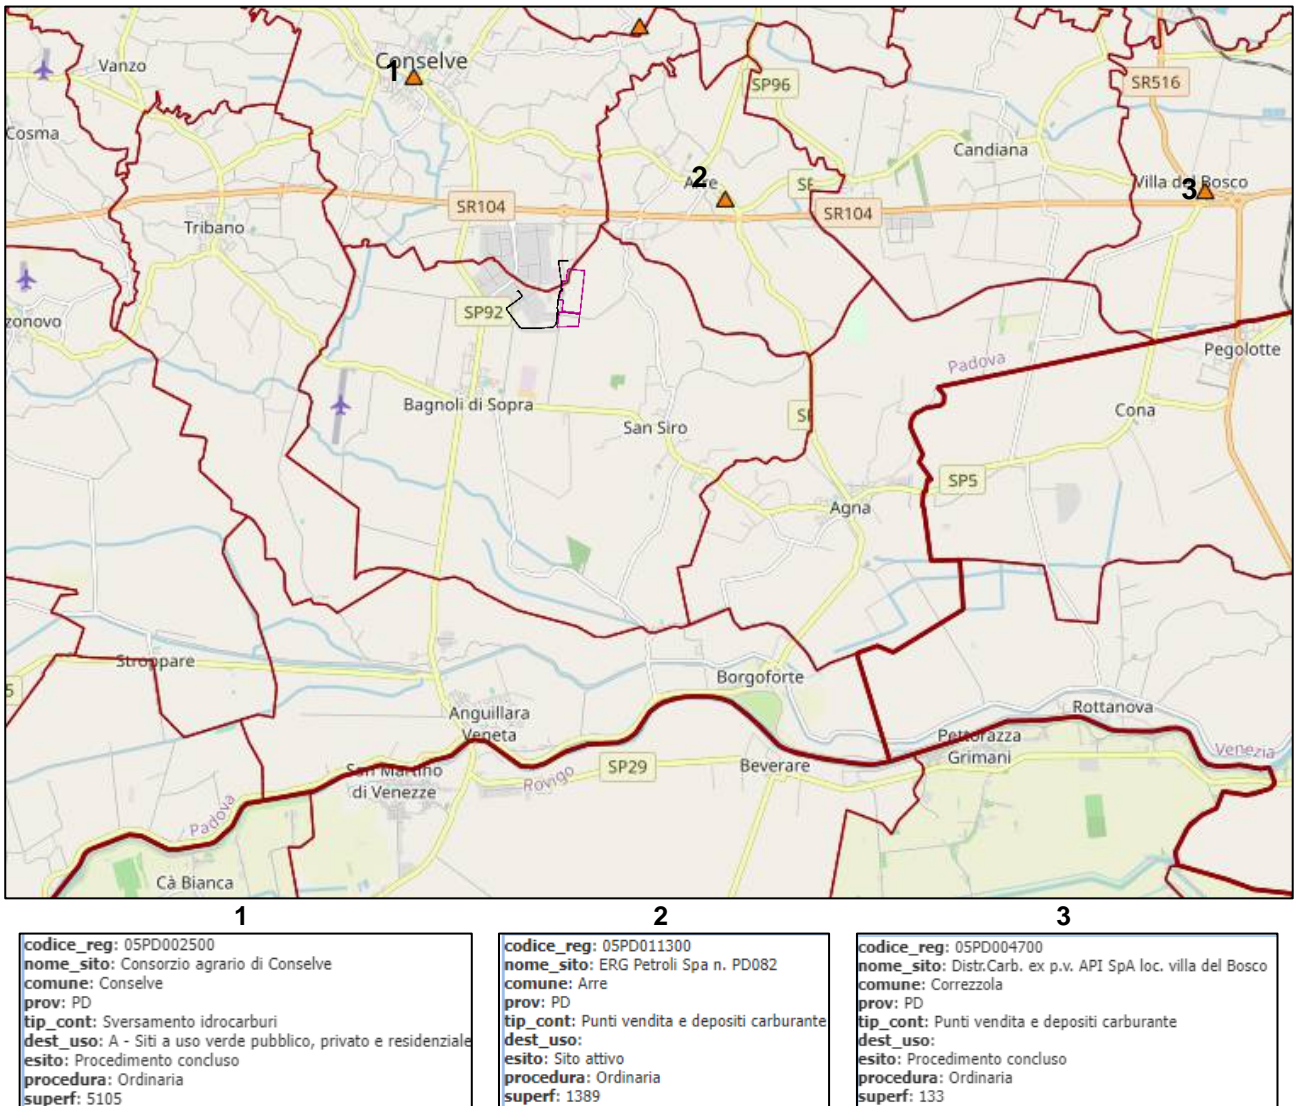 Conselve
1
Vanzo
SP96
SR516
Cosma
Candiana
2
Arre
Villa del Bosco
3
SR104
SR104
Tribano
SP92
zonovo
Pegolotte
Padova
Bagnoli di Sopra
Cona
San Siro
SP5
Agna
Stroppare
5
Borgoforte
Anguillara
Veneta
Rottanova
Pettorazza
Grimani
Venezia
San Martino
di Venezze
Rovigo
SP29
Beverare
Padova
Cà Bianca
1
codice_reg: 05PD002500
nome_sito: Consorzio agrario di Conselve
comune: Conselve
prov: PD
tip_cont: Sversamento idrocarburi
dest_uso: A - Siti a uso verde pubblico, privato e residenziale
esito: Procedimento concluso
procedura: Ordinaria
superf: 5105
2
codice_reg: 05PD011300
nome_sito: ERG Petroli Spa n. PD082
comune: Arre
prov: PD
tip_cont: Punti vendita e depositi carburante
dest_uso:
esito: Sito attivo
procedura: Ordinaria
superf: 1389
3
codice_reg: 05PD004700
nome_sito: Distr.Carb. ex p.v. API SpA loc. villa del Bosco
comune: Correzzola
prov: PD
tip_cont: Punti vendita e depositi carburante
dest_uso:
esito: Procedimento concluso
procedura: Ordinaria
superf: 133